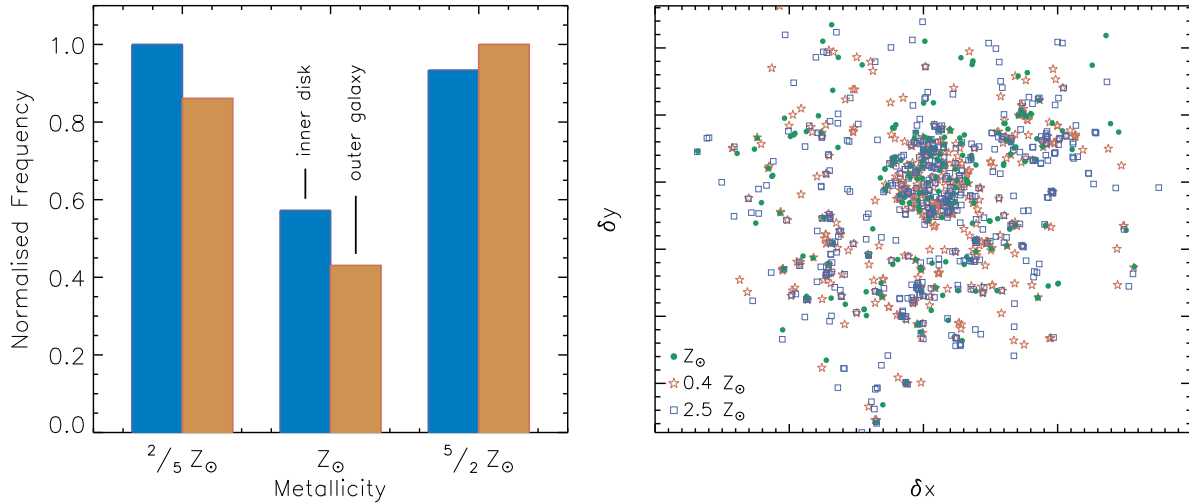 Normalised Frequency
1.0
0.8
0.6
0.4
0.2
0.0
inner disk
outer galaxy
2/5 Z⊙
Z⊙
5/2 Z⊙
Metallicity
δy
Z⊙
0.4 Z⊙
2.5 Z⊙
δx